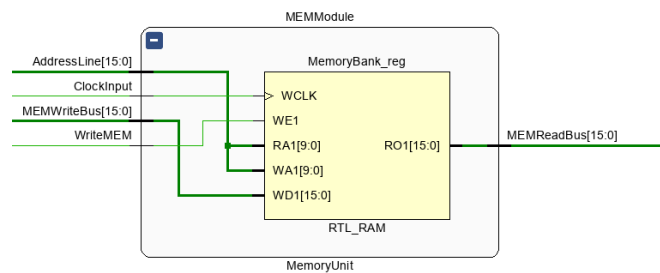 MEMModule
AddressLine[15:0]
MemoryBank_reg
ClockInput
WCLK
MEMWriteBus[15:0]
WE1
WriteMEM
RA1[9:0]
RO1[15:0]
MEMReadBus[15:0]
WA1[9:0]
WD1[15:0]
RTL_RAM
MemoryUnit